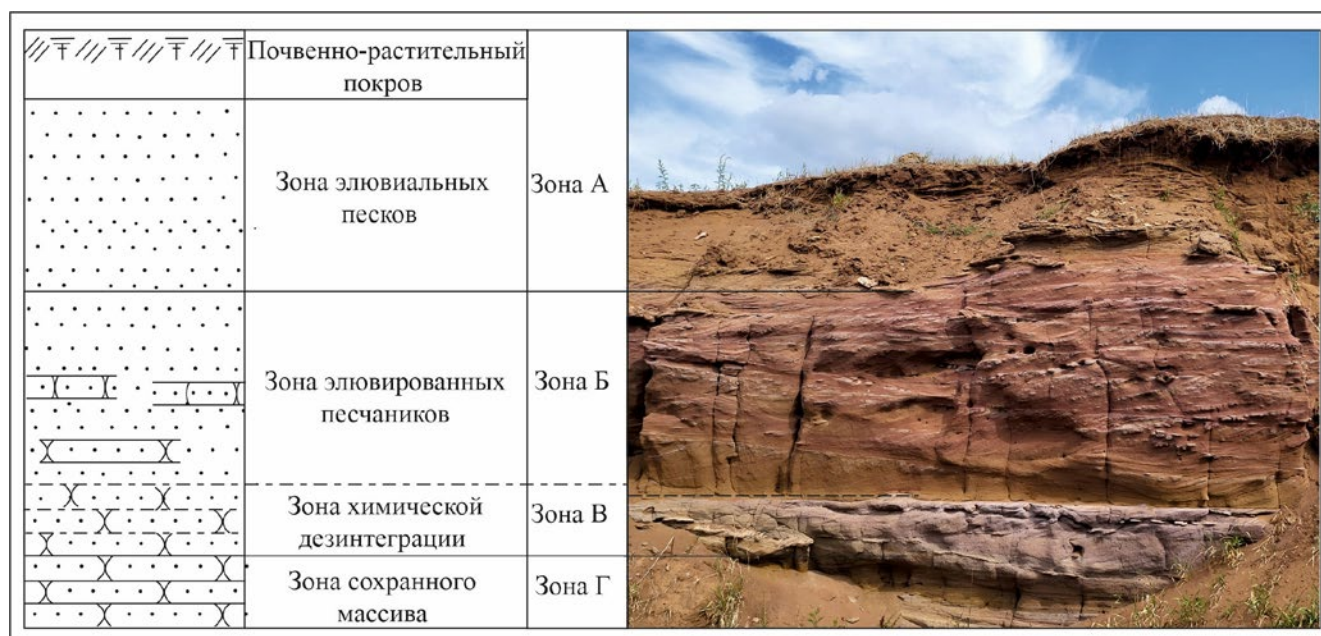 Почвенно-растительный
покров
Зона элювиальных
песков
Зона А
Зона элювированных
песчаников
Зона Б
Зона химической
дезинтеграции
Зона В
Зона сохранного
массива
Зона Г